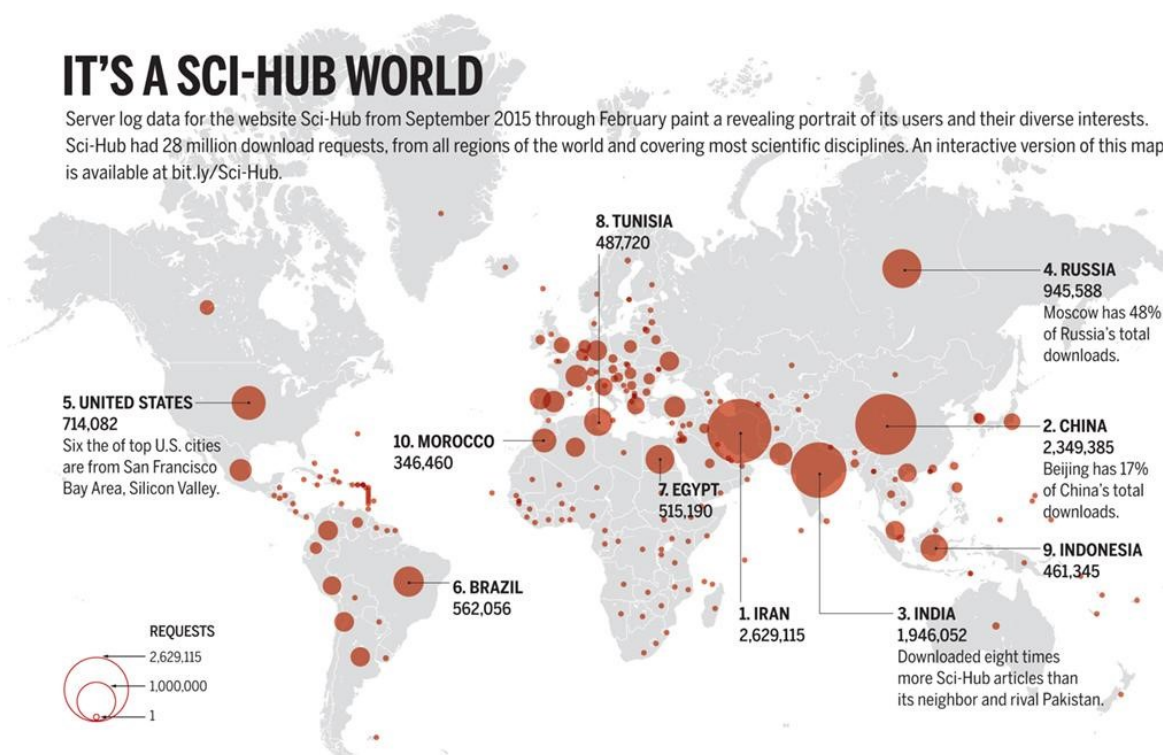 IT'S A SCI-HUB WORLD
Server log data for the website Sci-Hub from September 2015 through February paint a revealing portrait of its users and their diverse interests.
Sci-Hub had 28 million download requests, from all regions of the world and covering most scientific disciplines. An interactive version of this map
is available at bit.ly/Sci-Hub.
8. TUNISIA
487,720
4. RUSSIA
945,588
Moscow has 48%
of Russia's total
downloads.
5. UNITED STATES
714,082
Six the of top U.S. cities
are from San Francisco
Bay Area, Silicon Valley.
10. MOROCCO
346,460
2. CHINA
2,349,385
Beijing has 17%
of China's total
downloads.
7. EGYPT
515,190
9. INDONESIA
461,345
6. BRAZIL
562,056
1. IRAN
2,629,115
3. INDIA
1,946,052
Downloaded eight times
more Sci-Hub articles than
its neighbor and rival Pakistan.
REQUESTS
2,629,115
1,000,000
1